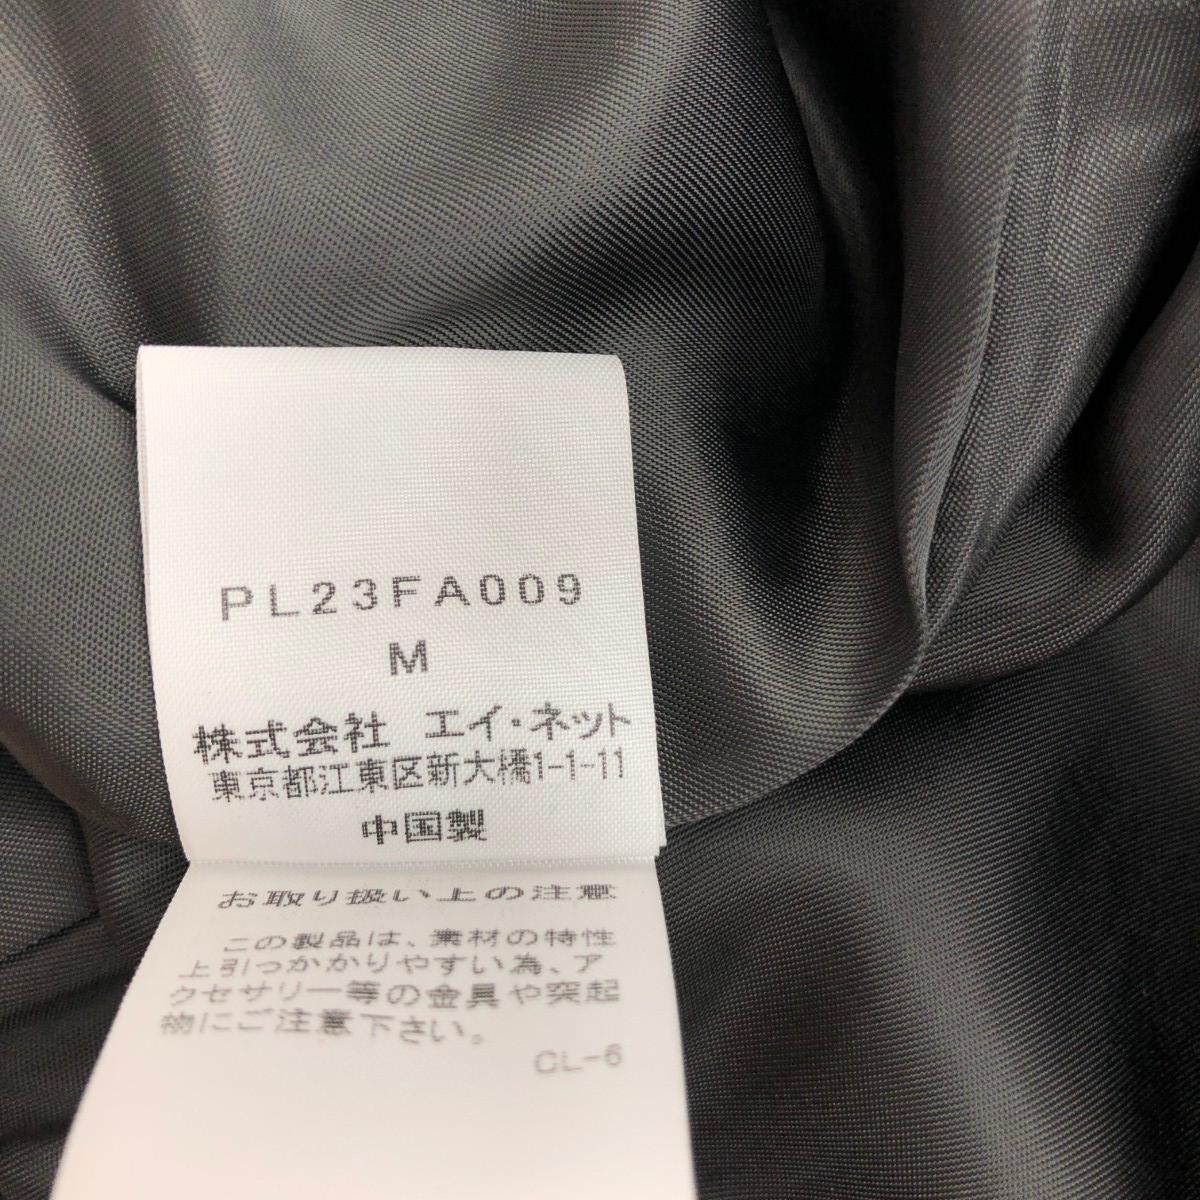 PL23FA009
M
株式会社 エイ・ネット
東京都江東区新大橋1-1-11
中国製
お取り扱い上の注意
この製品は、素材の特性
上引っかかりやすい為、ア
クセサリー等の金具や突起
物にご注意下さい。
CL-6